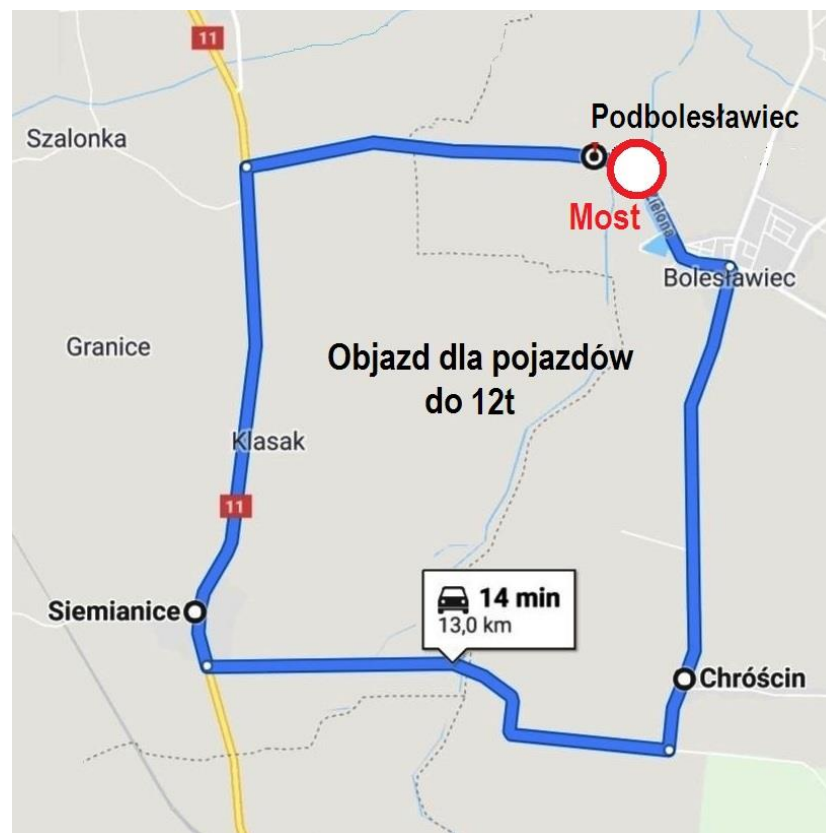 11
Podbolesławiec
Szalonka
Most
Bolesławiec
Granice
Objazd dla pojazdów
do 12t
Klasak
11
14 min
13,0 km
Siemianice
Chróścin